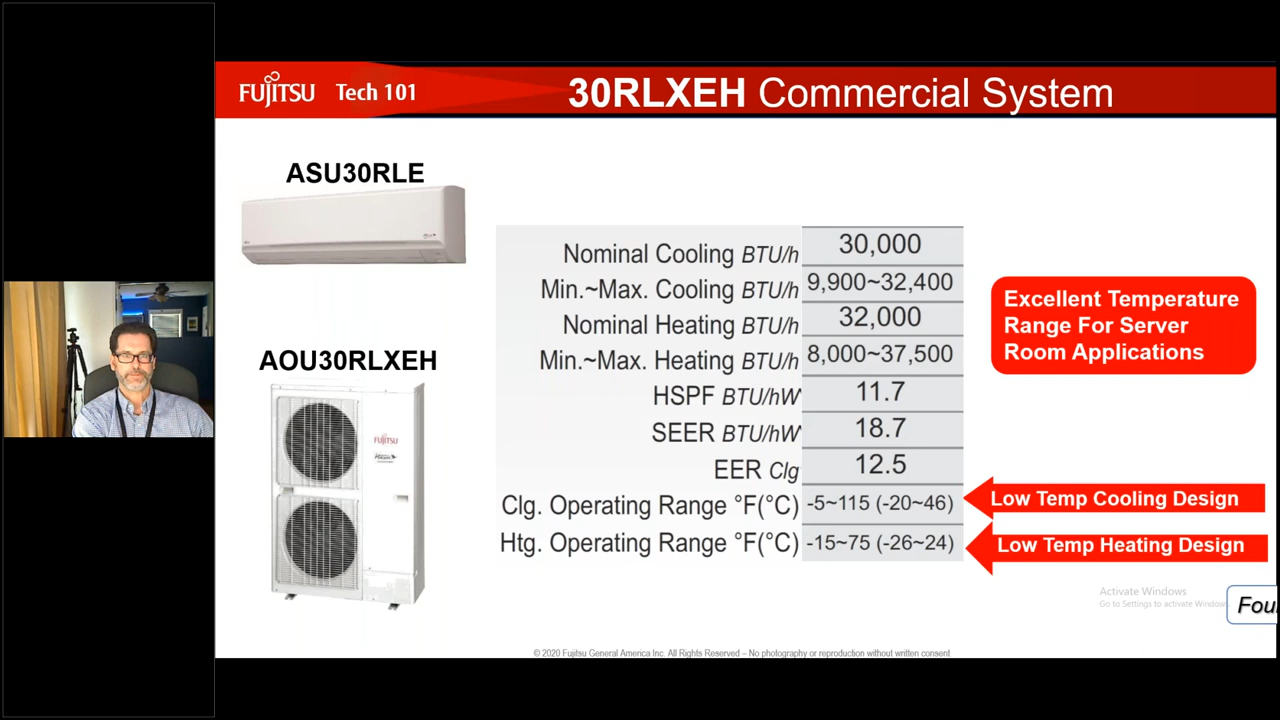 FUJITSU Tech 101
30RLXEH Commercial System
ASU30RLE
AOU30RLXEH
FUJITSU
Nominal Cooling BTU/h 30,000
Min.~Max. Cooling BTU/h 9,900~32,400
Nominal Heating BTU/h 32,000
Min.~Max. Heating BTU/h 8,000~37,500
HSPF BTU/hW 11.7
SEER BTU/hW 18.7
EER Clg 12.5
Clg. Operating Range °F(°C) -5~115 (-20~46)
Htg. Operating Range °F(°C) -15~75 (-26~24)
Excellent Temperature
Range For Server
Room Applications
Low Temp Cooling Design
Low Temp Heating Design
Activate Windows
Go to Settings to activate Windows.
© 2020 Fujitsu General America Inc. All Rights Reserved – No photography or reproduction without written consent